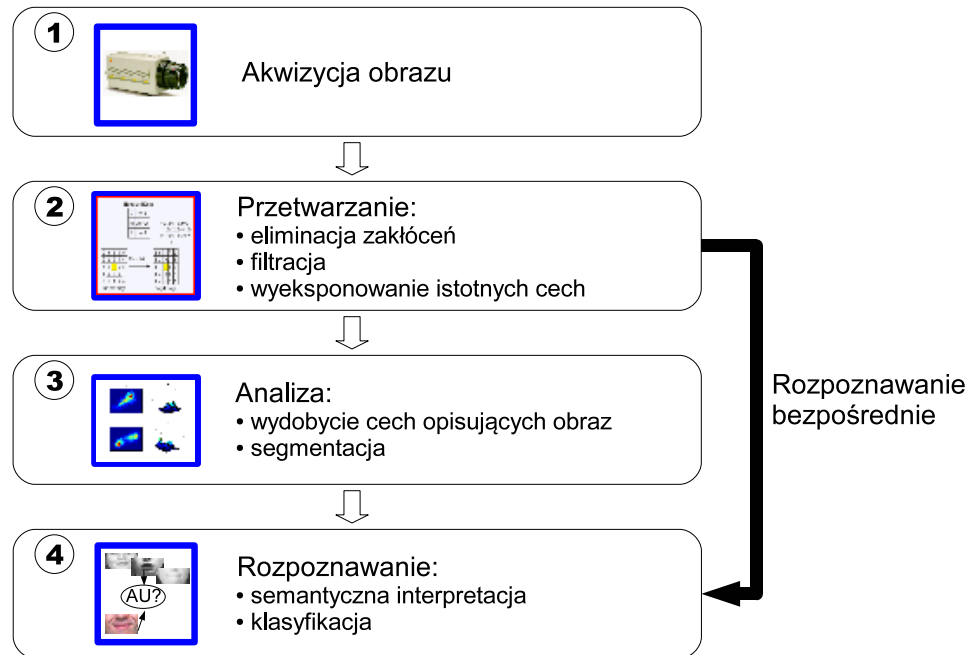 1
Akwizycja obrazu
2
Przetwarzanie:
• eliminacja zakłóceń
• filtracja
• wyeksponowanie istotnych cech
3
Analiza:
• wydobycie cech opisujących obraz
• segmentacja
Rozpoznawanie
bezpośrednie
4
AU?
Rozpoznawanie:
• semantyczna interpretacja
• klasyfikacja